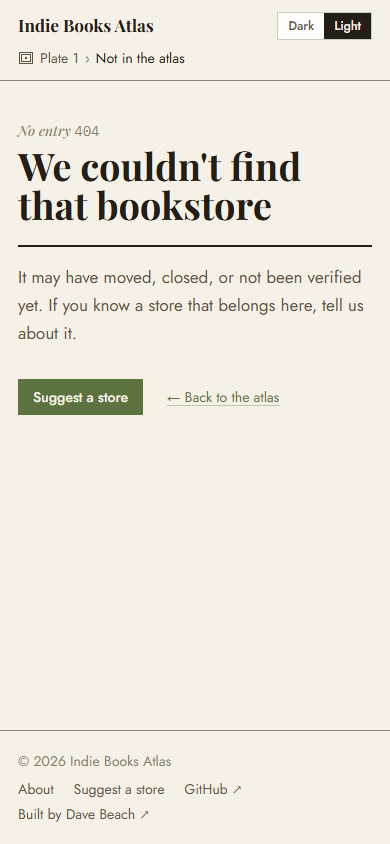 Indie Books Atlas
Dark Light
Plate 1 › Not in the atlas
No entry 404
We couldn't find
that bookstore
It may have moved, closed, or not been verified
yet. If you know a store that belongs here, tell us
about it.
Suggest a store
← Back to the atlas
© 2026 Indie Books Atlas
About Suggest a store GitHub ↗
Built by Dave Beach ↗